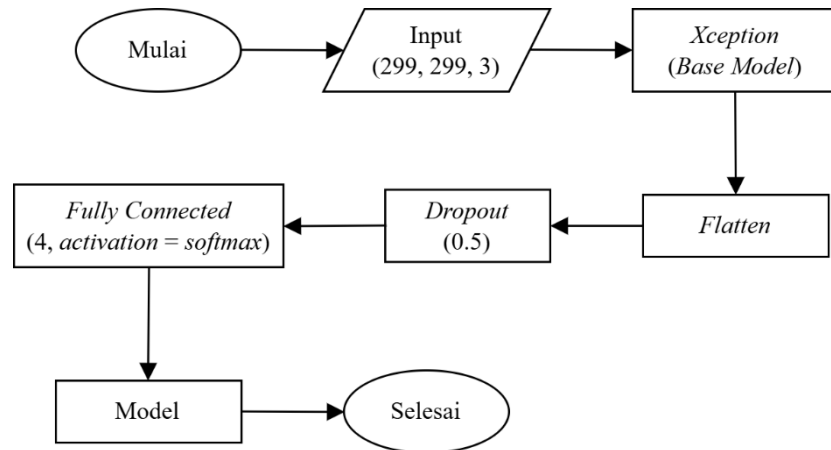 Mulai
Input
(299, 299, 3)
Xception
(Base Model)
Flatten
Dropout
(0.5)
Fully Connected
(4, activation = softmax)
Model
Selesai